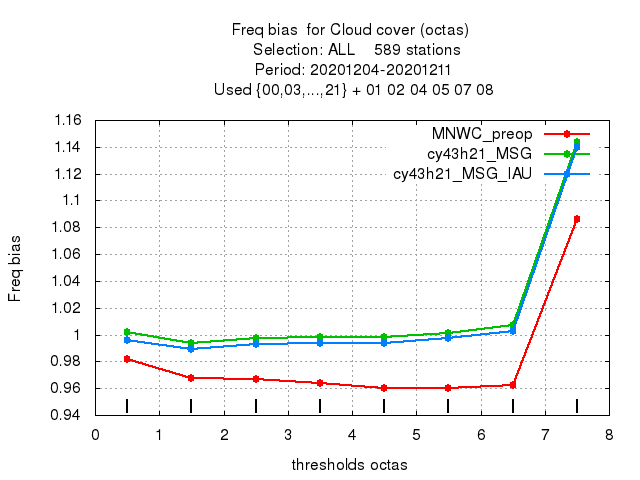 Freq bias  for Cloud cover (octas)
Selection: ALL    589 stations
Period: 20201204-20201211
Used {00,03,...,21} + 01 02 04 05 07 08
MNWC_preop
cy43h21_MSG
cy43h21_MSG_IAU
Freq bias
1.16
1.14
1.12
1.1
1.08
1.06
1.04
1.02
1
0.98
0.96
0.94
0 1 2 3 4 5 6 7 8
thresholds octas